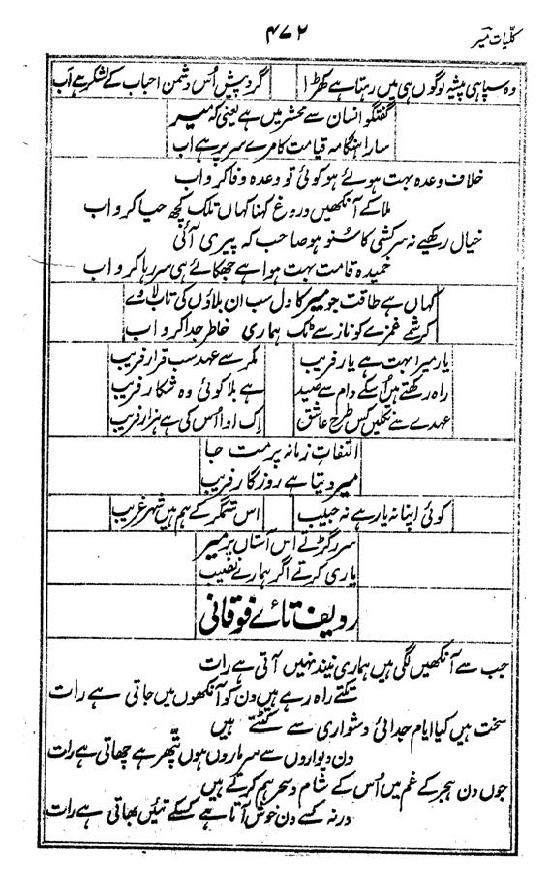 کلیات میر
۴۷۲
وہ سپاہی پیشہ لوگوں ہی میں رہتا ہے کھڑا گرد پیش اُس دشمن احباب کے لشکر ہے اب
گفتگو انسان سے محشر میں ہے یعنی کہ میر
سارا ہنگامہ قیامت کا مرے سر پر ہے اب
خلاف وعدہ بہت ہوئے ہو کوئی تو وعدہ وفا کرو اب
ملا کے آنکھیں دروغ کہنا کہاں تلک کچھ حیا کرو اب
خیال رکھیے نہ سرکشی کا سنو ہو صاحب کہ پیری آئی
خمیدہ قامت بہت ہوا ہے جھکائے ہی سر رہا کرو اب
کہاں ہے طاقت جو میر کا دل سب ان بلاؤں کی تاب لاوے
کرشمے غمزے کو ناز سے ٹک ہماری خاطر جدا کرو اب
یار میرا بہت ہے یار فریب مکر سے عہد سب قرار فریب
راہ رکھتے ہیں اُسکے دام سے صید ہے بلا کوئی وہ شکار فریب
عہدے سے نکلیں کس طرح عاشق اک ادا اُس کی ہے ہزار فریب
التفات زمانہ پر مت جا
میر دیتا ہے روزگار فریب
کوئی اپنا نہ یار ہے نہ حبیب اس ستمگر کے ہم ہیں شہر غریب
سر رگڑتے اس آستاں پر میر
یاری کرتے اگر ہمارے نصیب
ردیف تائے فوقانی
جب سے آنکھیں لگی ہیں ہماری نیند نہیں آتی ہے رات
تکتے راہ رہے ہیں دن کو آنکھوں میں جاتی ہے رات
سخت ہیں کیا ایام جدائی دشواری سے کٹتے ہیں
دن دیواروں سے سر ماروں ہوں پتّھر ہے چھاتی ہے رات
جوں دن ہجر کے غم میں اُس کے شام و سحر ہم کرتے ہیں
ورنہ کسے دن خوش آتا ہے کسکے تئیں بھاتی ہے رات